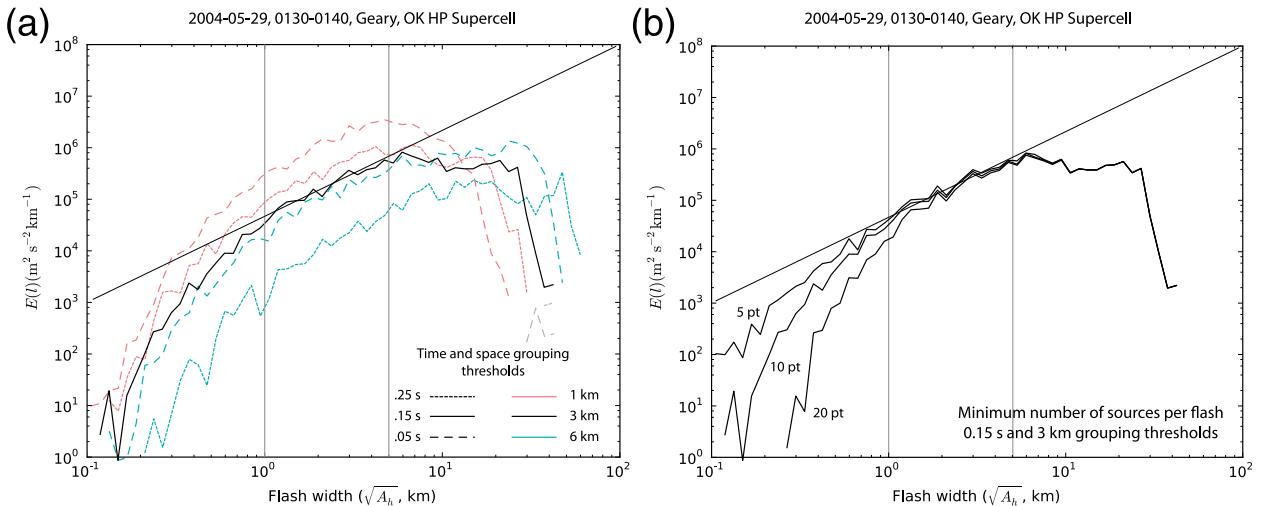 (a)
2004-05-29, 0130-0140, Geary, OK HP Supercell
10^8
10^7
10^6
10^5
10^4
10^3
10^2
10^1
10^0
E(l)(m^2 s^−2 km^−1)
Time and space grouping
thresholds
.25 s
1 km
.15 s
3 km
.05 s
6 km
10^-1
10^0
10^1
10^2
Flash width (√A_h , km)
(b)
2004-05-29, 0130-0140, Geary, OK HP Supercell
10^8
10^7
10^6
10^5
10^4
10^3
10^2
10^1
10^0
E(l)(m^2 s^−2 km^−1)
5 pt
10 pt
20 pt
Minimum number of sources per flash
0.15 s and 3 km grouping thresholds
10^-1
10^0
10^1
10^2
Flash width (√A_h , km)